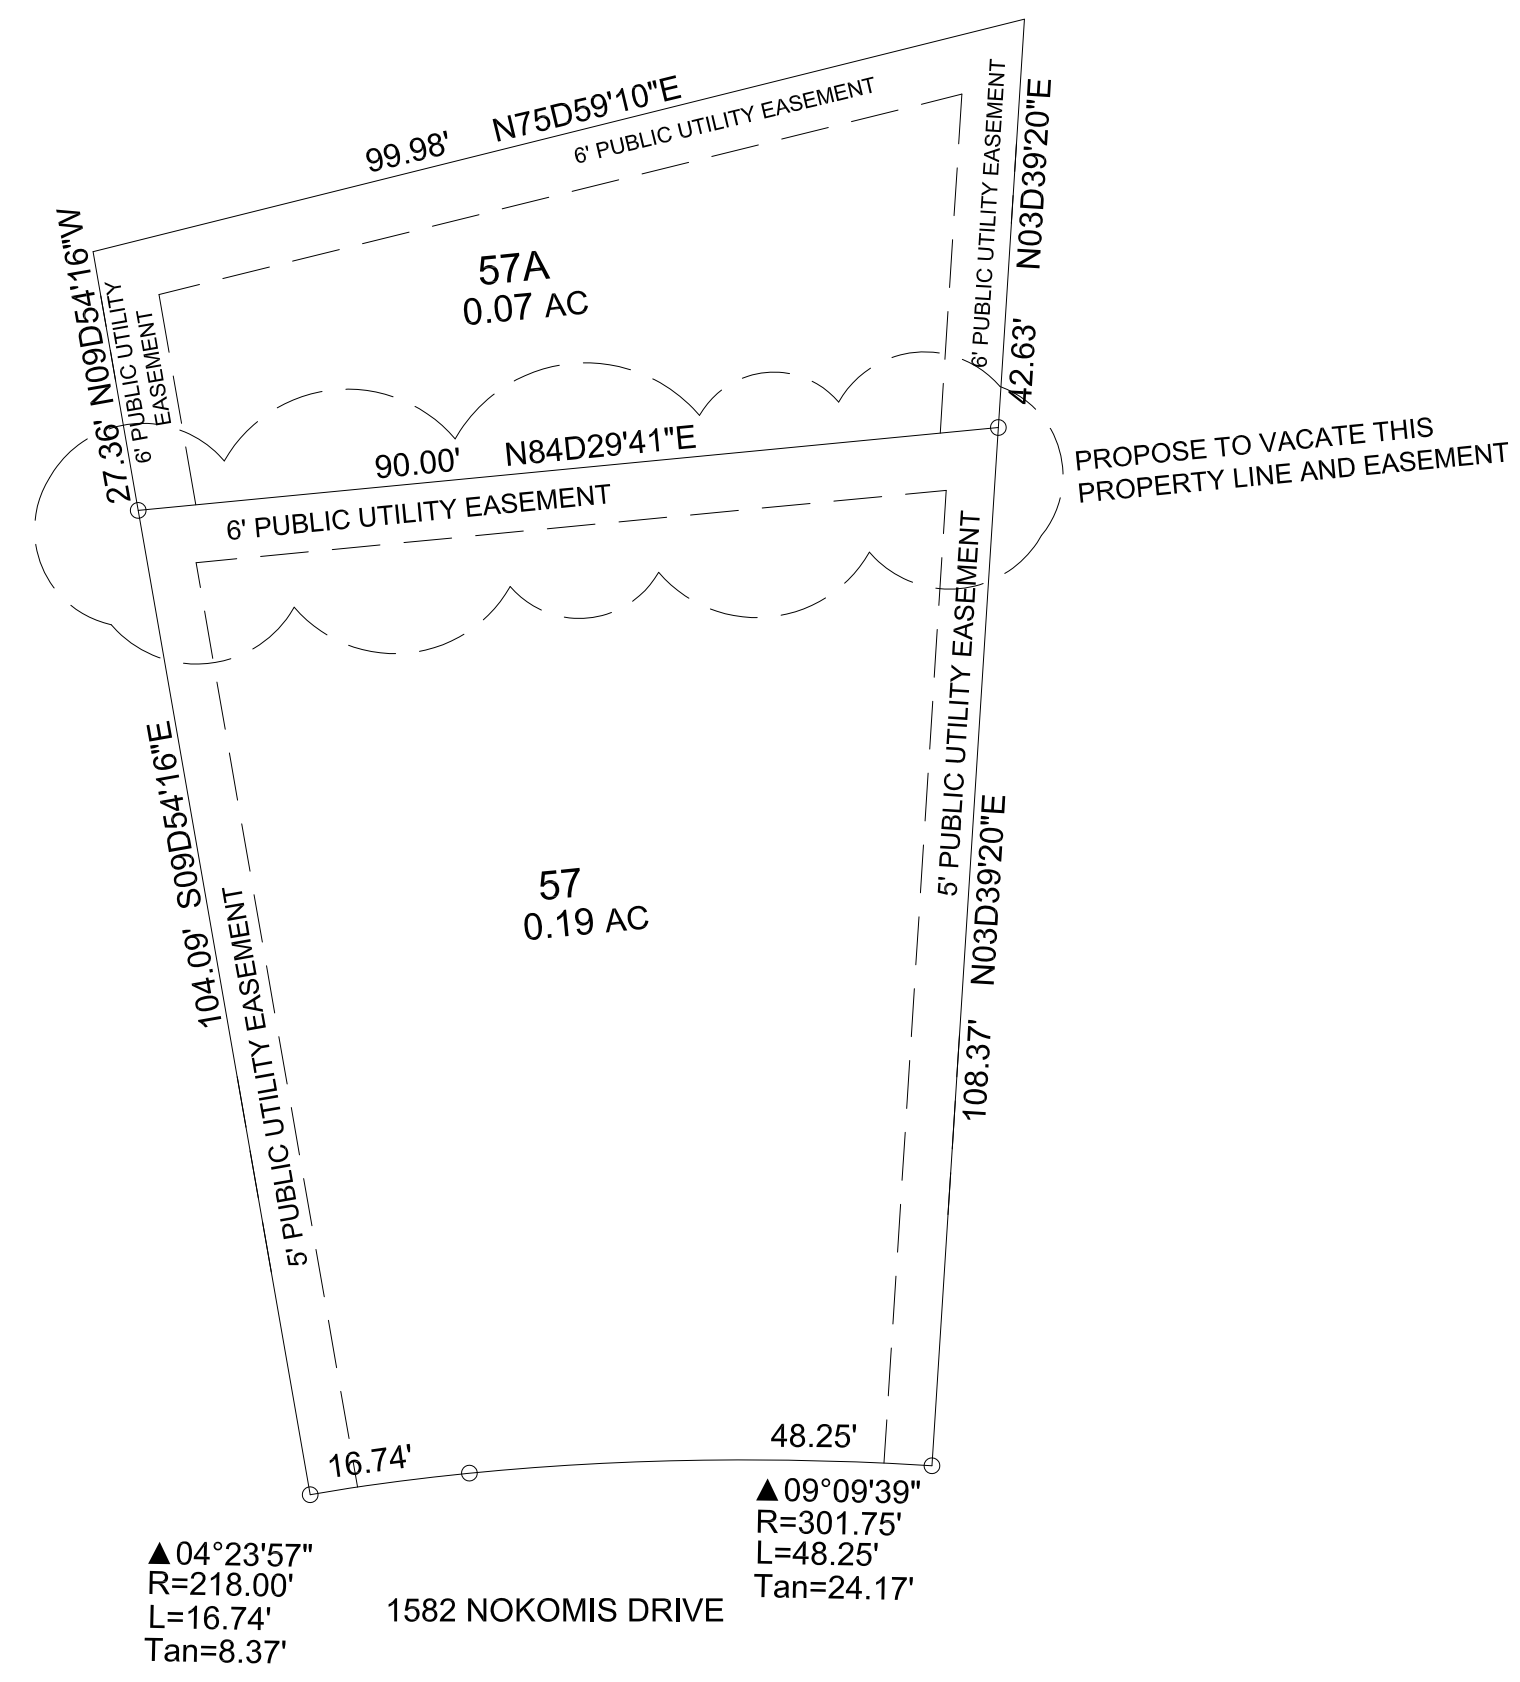 99.98' N75D59'10"E
6' PUBLIC UTILITY EASEMENT
6' PUBLIC UTILITY EASEMENT
42.63' N03D39'20"E
27.36' N09D54'16"W
6' PUBLIC UTILITY
EASEMENT
57A
0.07 AC
90.00' N84D29'41"E
6' PUBLIC UTILITY EASEMENT
PROPOSE TO VACATE THIS
PROPERTY LINE AND EASEMENT
104.09' S09D54'16"E
5' PUBLIC UTILITY EASEMENT
57
0.19 AC
5' PUBLIC UTILITY EASEMENT
108.37' N03D39'20"E
16.74'
48.25'
▲04°23'57"
R=218.00'
L=16.74'
Tan=8.37'
▲09°09'39"
R=301.75'
L=48.25'
Tan=24.17'
1582 NOKOMIS DRIVE